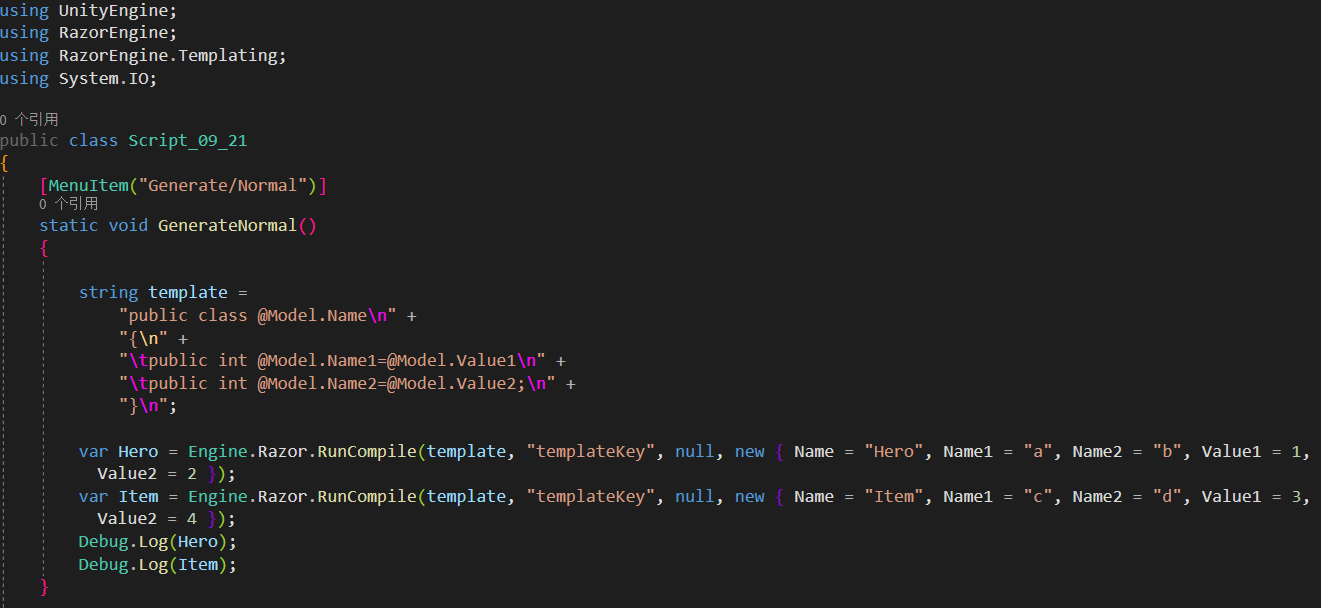 using UnityEngine;
using RazorEngine;
using RazorEngine.Templating;
using System.IO;
0 个引用
public class Script_09_21
{
[MenuItem("Generate/Normal")]
0 个引用
static void GenerateNormal()
{
string template =
"public class @Model.Name\n" +
"{\n" +
"\tpublic int @Model.Name1=@Model.Value1\n" +
"\tpublic int @Model.Name2=@Model.Value2;\n" +
"}\n";
var Hero = Engine.Razor.RunCompile(template, "templateKey", null, new { Name = "Hero", Name1 = "a", Name2 = "b", Value1 = 1,
Value2 = 2 });
var Item = Engine.Razor.RunCompile(template, "templateKey", null, new { Name = "Item", Name1 = "c", Name2 = "d", Value1 = 3,
Value2 = 4 });
Debug.Log(Hero);
Debug.Log(Item);
}